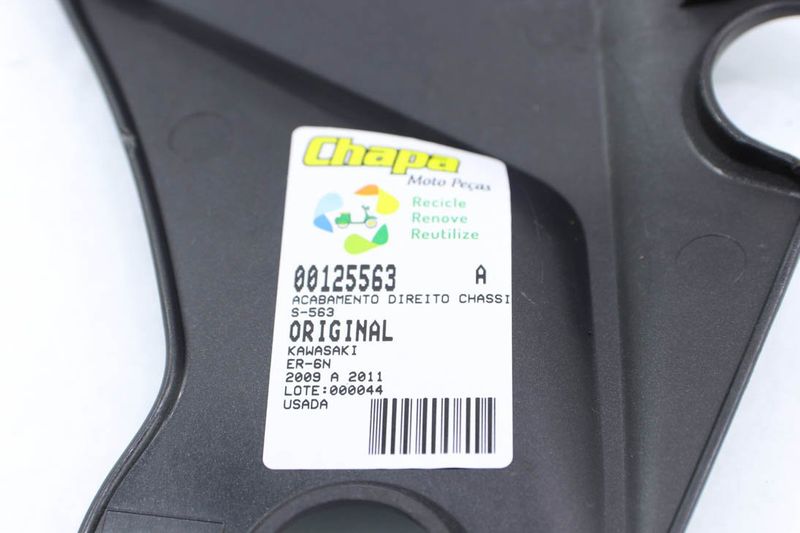 Chapa
Moto Peças
Recicle
Renove
Reutilize
00125563 A
ACABAMENTO DIREITO CHASSI
S-563
ORIGINAL
KAWASAKI
ER-6N
2009 A 2011
LOTE:000044
USADA